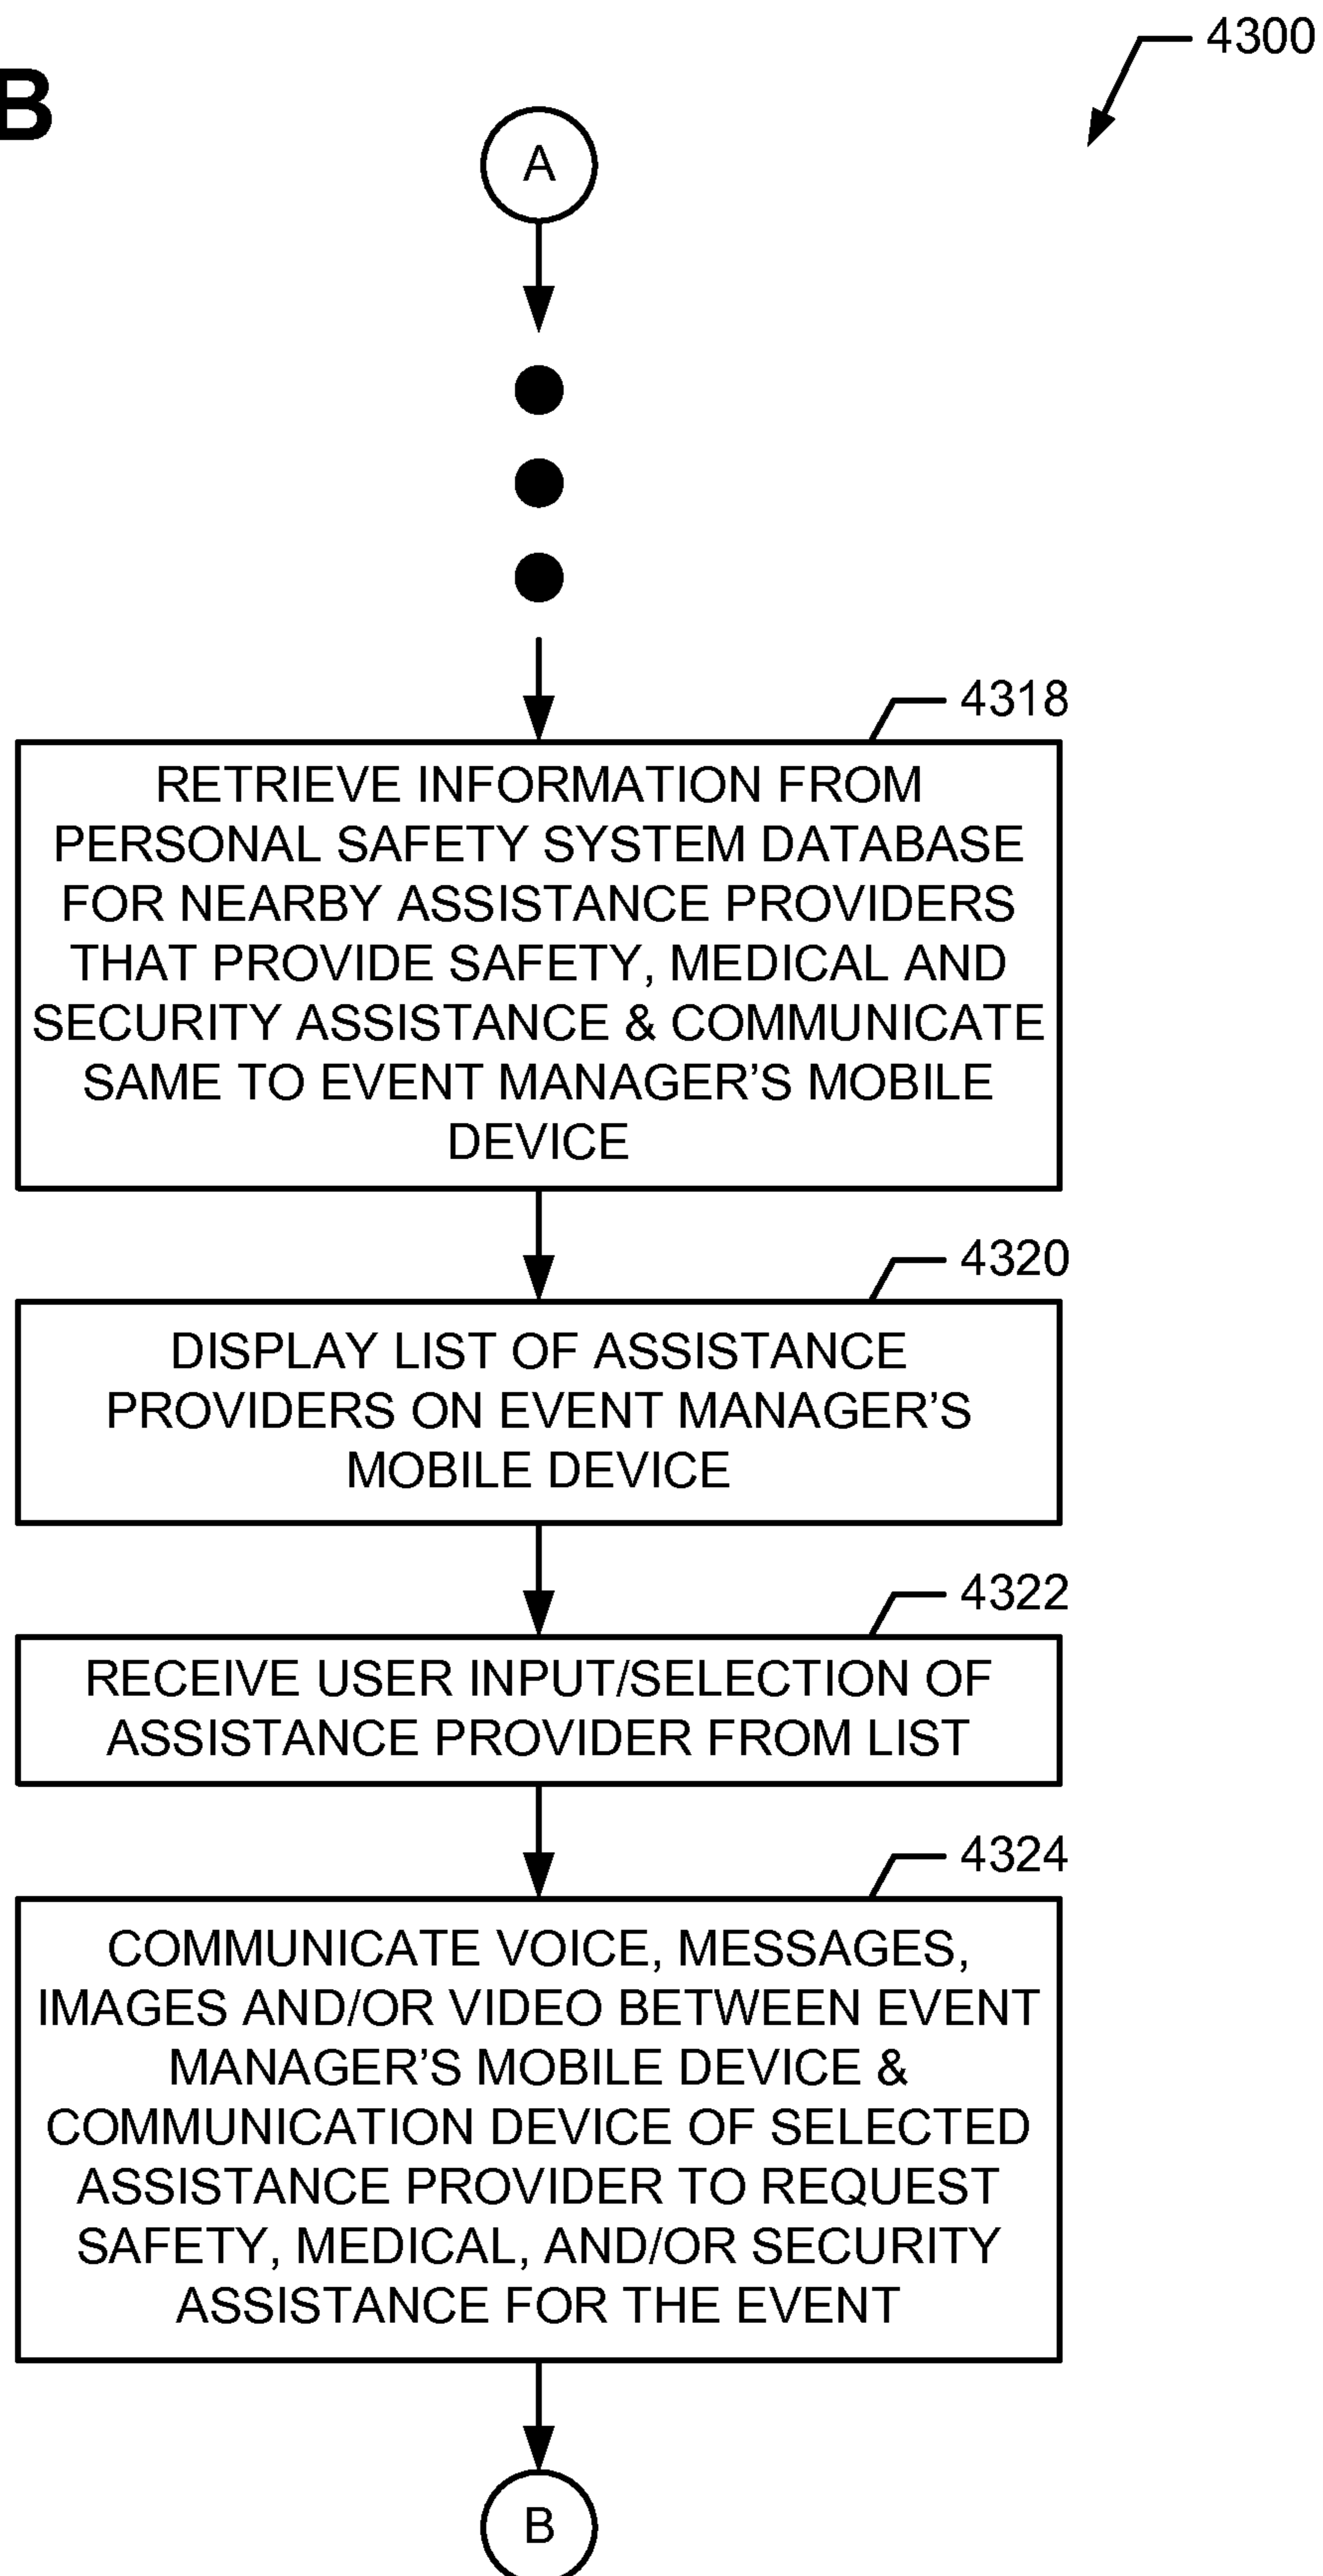 4300
B
A
4318
RETRIEVE INFORMATION FROM
PERSONAL SAFETY SYSTEM DATABASE
FOR NEARBY ASSISTANCE PROVIDERS
THAT PROVIDE SAFETY, MEDICAL AND
SECURITY ASSISTANCE & COMMUNICATE
SAME TO EVENT MANAGER'S MOBILE
DEVICE
4320
DISPLAY LIST OF ASSISTANCE
PROVIDERS ON EVENT MANAGER'S
MOBILE DEVICE
4322
RECEIVE USER INPUT/SELECTION OF
ASSISTANCE PROVIDER FROM LIST
4324
COMMUNICATE VOICE, MESSAGES,
IMAGES AND/OR VIDEO BETWEEN EVENT
MANAGER'S MOBILE DEVICE &
COMMUNICATION DEVICE OF SELECTED
ASSISTANCE PROVIDER TO REQUEST
SAFETY, MEDICAL, AND/OR SECURITY
ASSISTANCE FOR THE EVENT
B